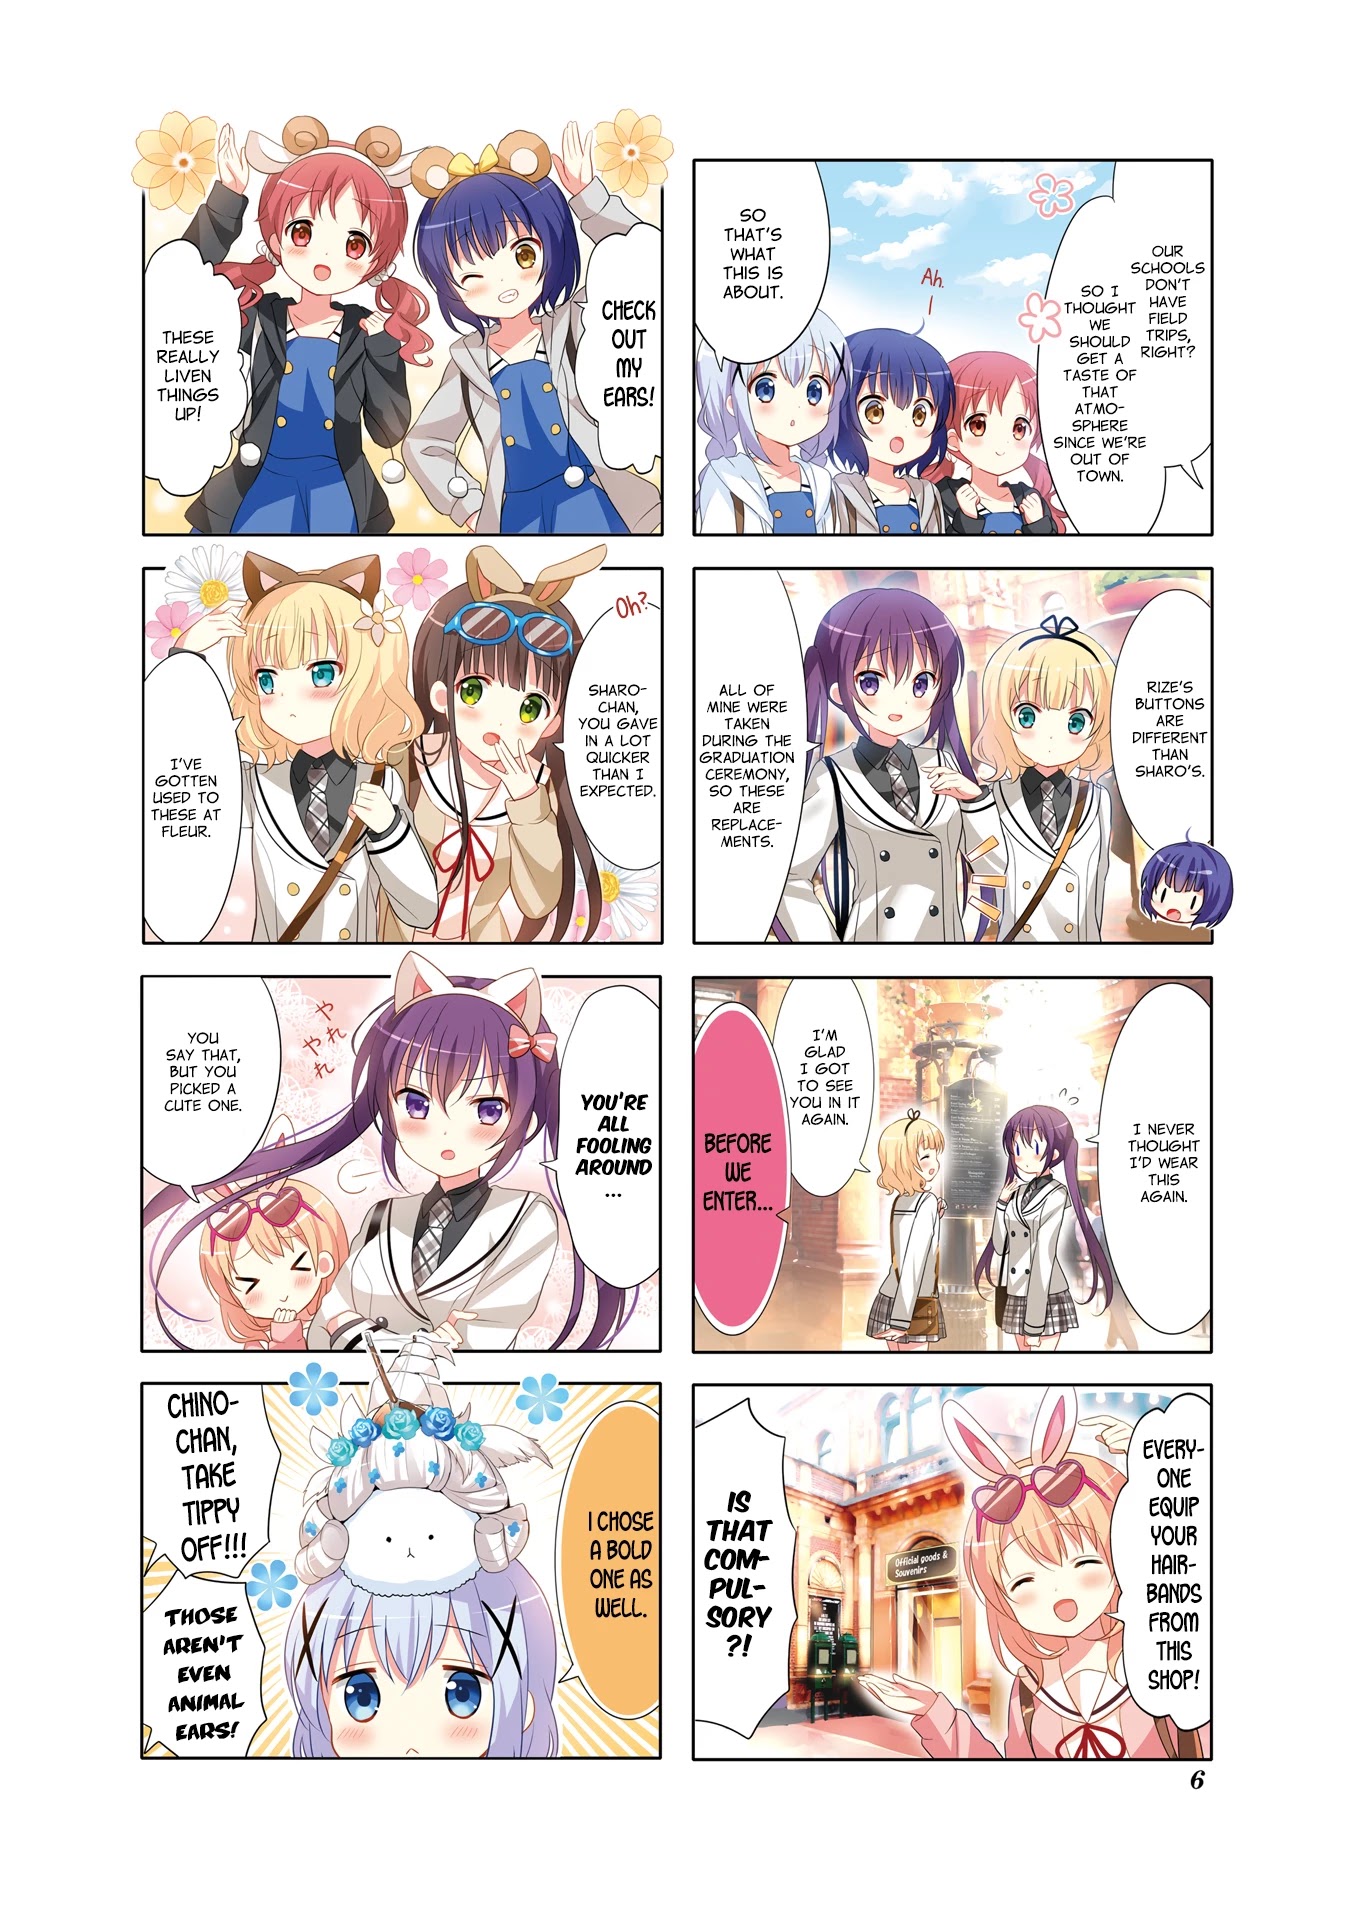 OUR
SCHOOLS
DON'T
HAVE
FIELD
TRIPS,
RIGHT?
SO I
THOUGHT
WE
SHOULD
GET A
TASTE OF
THAT
ATMO-
SPHERE
SINCE WE'RE
OUT OF
TOWN.
Ah.
SO
THAT'S
WHAT
THIS IS
ABOUT.
RIZE'S
BUTTONS
ARE
DIFFERENT
THAN
SHARO'S.
ALL OF
MINE WERE
TAKEN
DURING THE
GRADUATION
CEREMONY,
SO THESE
ARE
REPLACE-
MENTS.
I NEVER
THOUGHT
I'D WEAR
THIS
AGAIN.
I'M
GLAD
I GOT
TO SEE
YOU IN IT
AGAIN.
BEFORE
WE
ENTER...
EVERY-
ONE
EQUIP
YOUR
HAIR-
BANDS
FROM
THIS
SHOP!
Official goods &
Souvenirs
IS
THAT
COM-
PUL-
SORY
?!
CHECK
OUT
MY
EARS!
THESE
REALLY
LIVEN
THINGS
UP!
Oh?
SHARO-
CHAN,
YOU GAVE
IN A LOT
QUICKER
THAN I
EXPECTED.
I'VE
GOTTEN
USED TO
THESE AT
FLEUR.
YOU'RE
ALL
FOOLING
AROUND
...
やれ
やれ
YOU
SAY THAT,
BUT YOU
PICKED A
CUTE ONE.
I CHOSE
A BOLD
ONE AS
WELL.
CHINO-
CHAN,
TAKE
TIPPY
OFF!!!
THOSE
AREN'T
EVEN
ANIMAL
EARS!
6